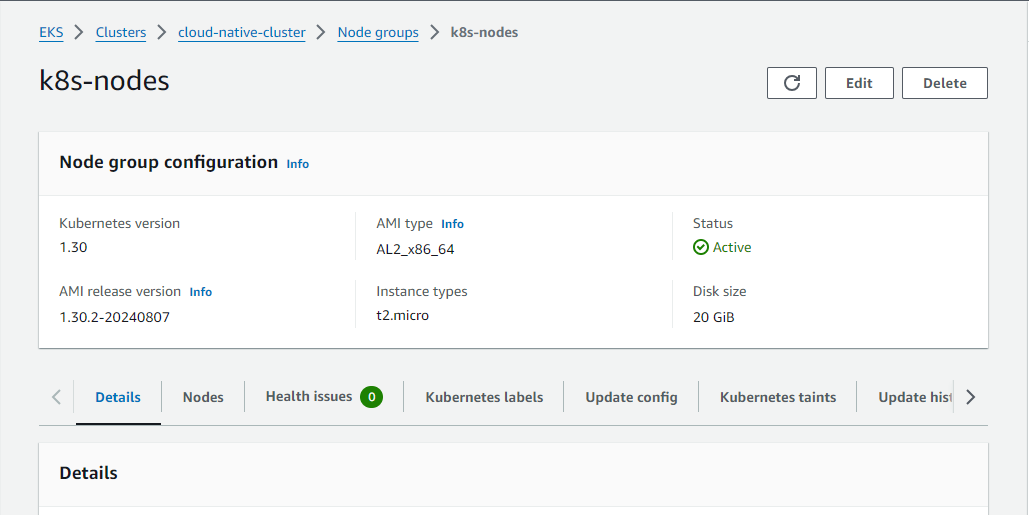 EKS > Clusters > cloud-native-cluster > Node groups > k8s-nodes
k8s-nodes
Edit
Delete
Node group configuration Info
Kubernetes version
1.30
AMI type Info
AL2_x86_64
Status
Active
AMI release version Info
1.30.2-20240807
Instance types
t2.micro
Disk size
20 GiB
Details Nodes Health issues 0 Kubernetes labels Update config Kubernetes taints Update hist
Details